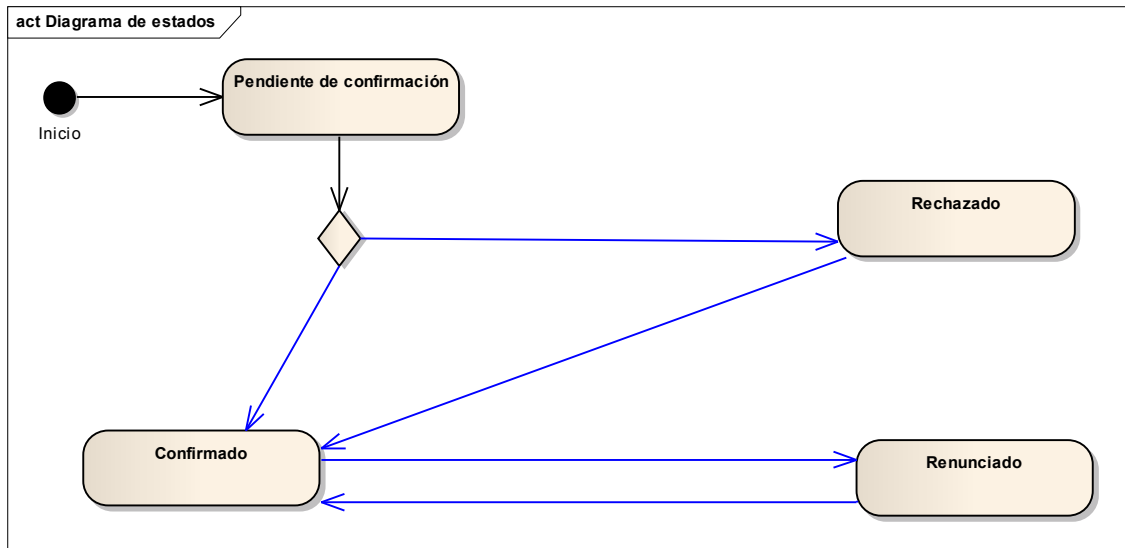 act Diagrama de estados
Pendiente de confirmación
Inicio
Rechazado
Confirmado
Renunciado